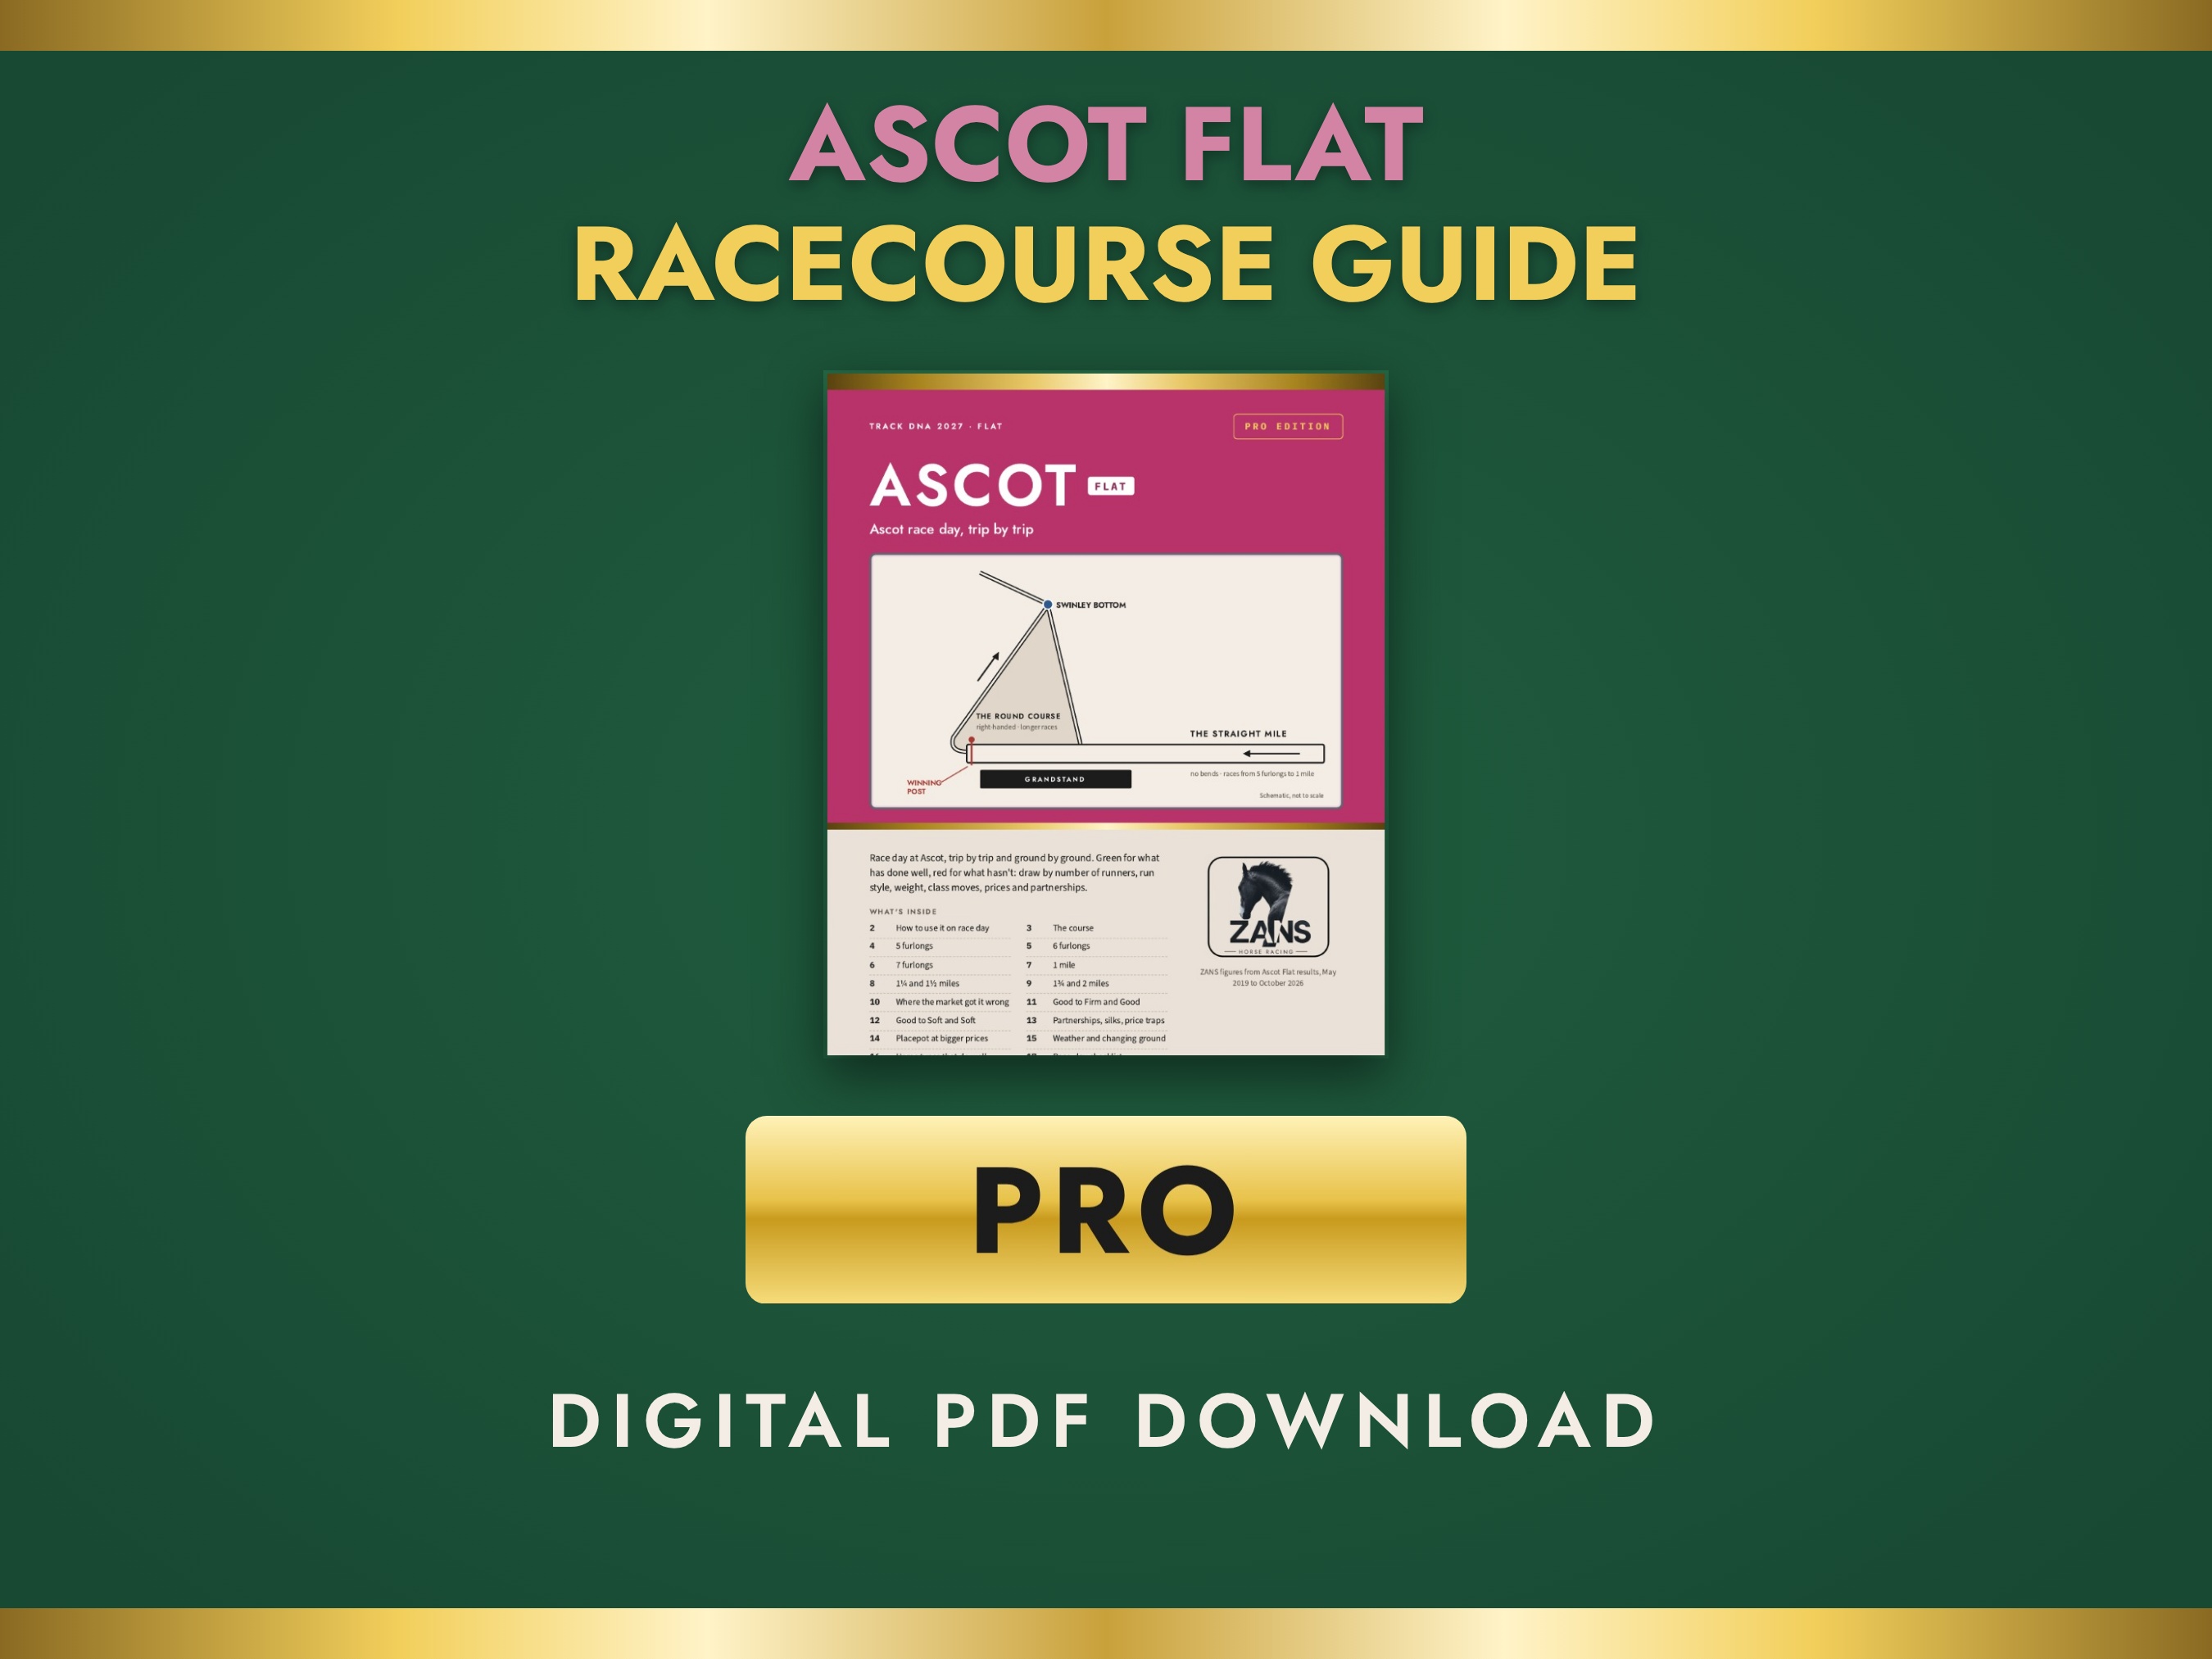 ASCOT FLAT
RACECOURSE GUIDE
TRACK DNA 2027 · FLAT
PRO EDITION
ASCOT FLAT
Ascot race day, trip by trip
SWINLEY BOTTOM
THE ROUND COURSE
right-handed · longer races
THE STRAIGHT MILE
WINNING
POST
GRANDSTAND
no bends · races from 5 furlongs to 1 mile
Schematic, not to scale
Race day at Ascot, trip by trip and ground by ground. Green for what
has done well, red for what hasn't: draw by number of runners, run
style, weight, class moves, prices and partnerships.
WHAT'S INSIDE
2 How to use it on race day 3 The course
4 5 furlongs 5 6 furlongs
6 7 furlongs 7 1 mile
8 1¼ and 1½ miles 9 1¾ and 2 miles
10 Where the market got it wrong 11 Good to Firm and Good
12 Good to Soft and Soft 13 Partnerships, silks, price traps
14 Placepot at bigger prices 15 Weather and changing ground
ZANS
HORSE RACING
ZANS figures from Ascot Flat results, May
2019 to October 2026
PRO
DIGITAL PDF DOWNLOAD